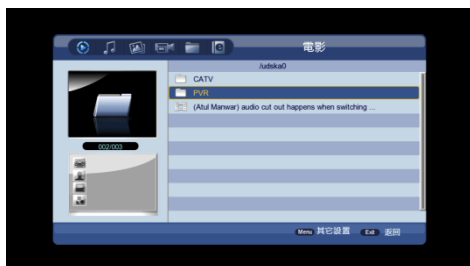 電影
/udska0
CATV
PVR
(Atul Manwar) audio cut out happens when switching ...
002/003
Menu 其它設置 Exit 返回